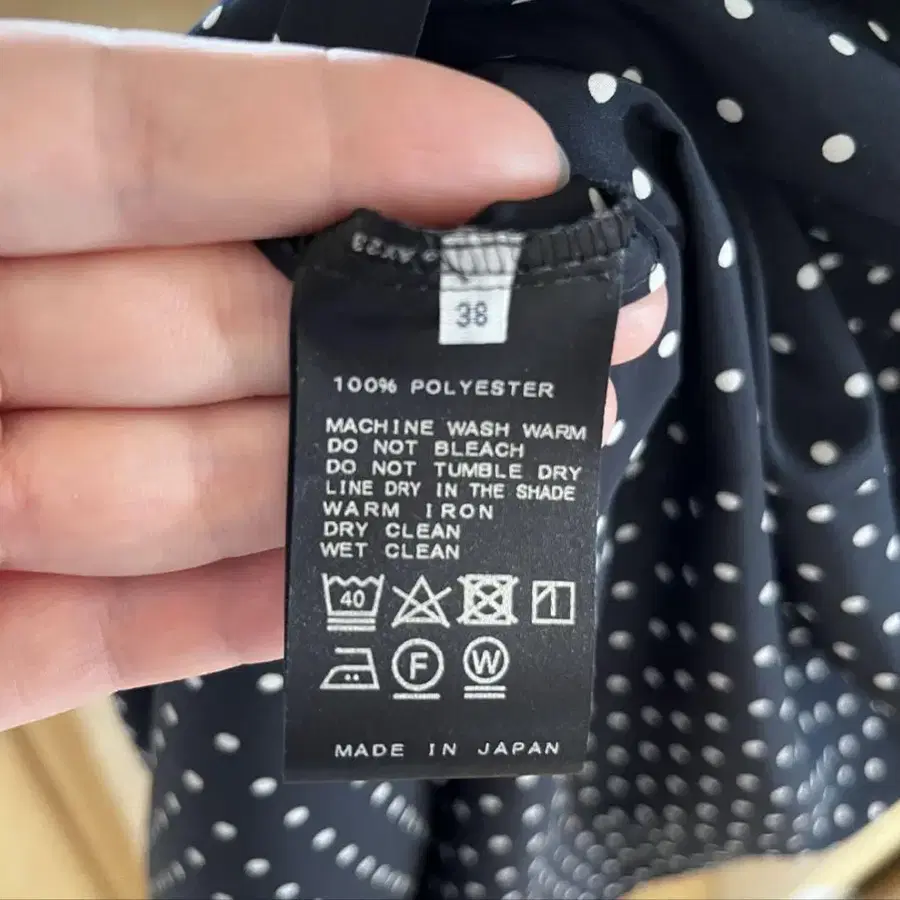 38
100% POLYESTER
MACHINE WASH WARM
DO NOT BLEACH
DO NOT TUMBLE DRY
LINE DRY IN THE SHADE
WARM IRON
DRY CLEAN
WET CLEAN
40
F W
MADE IN JAPAN